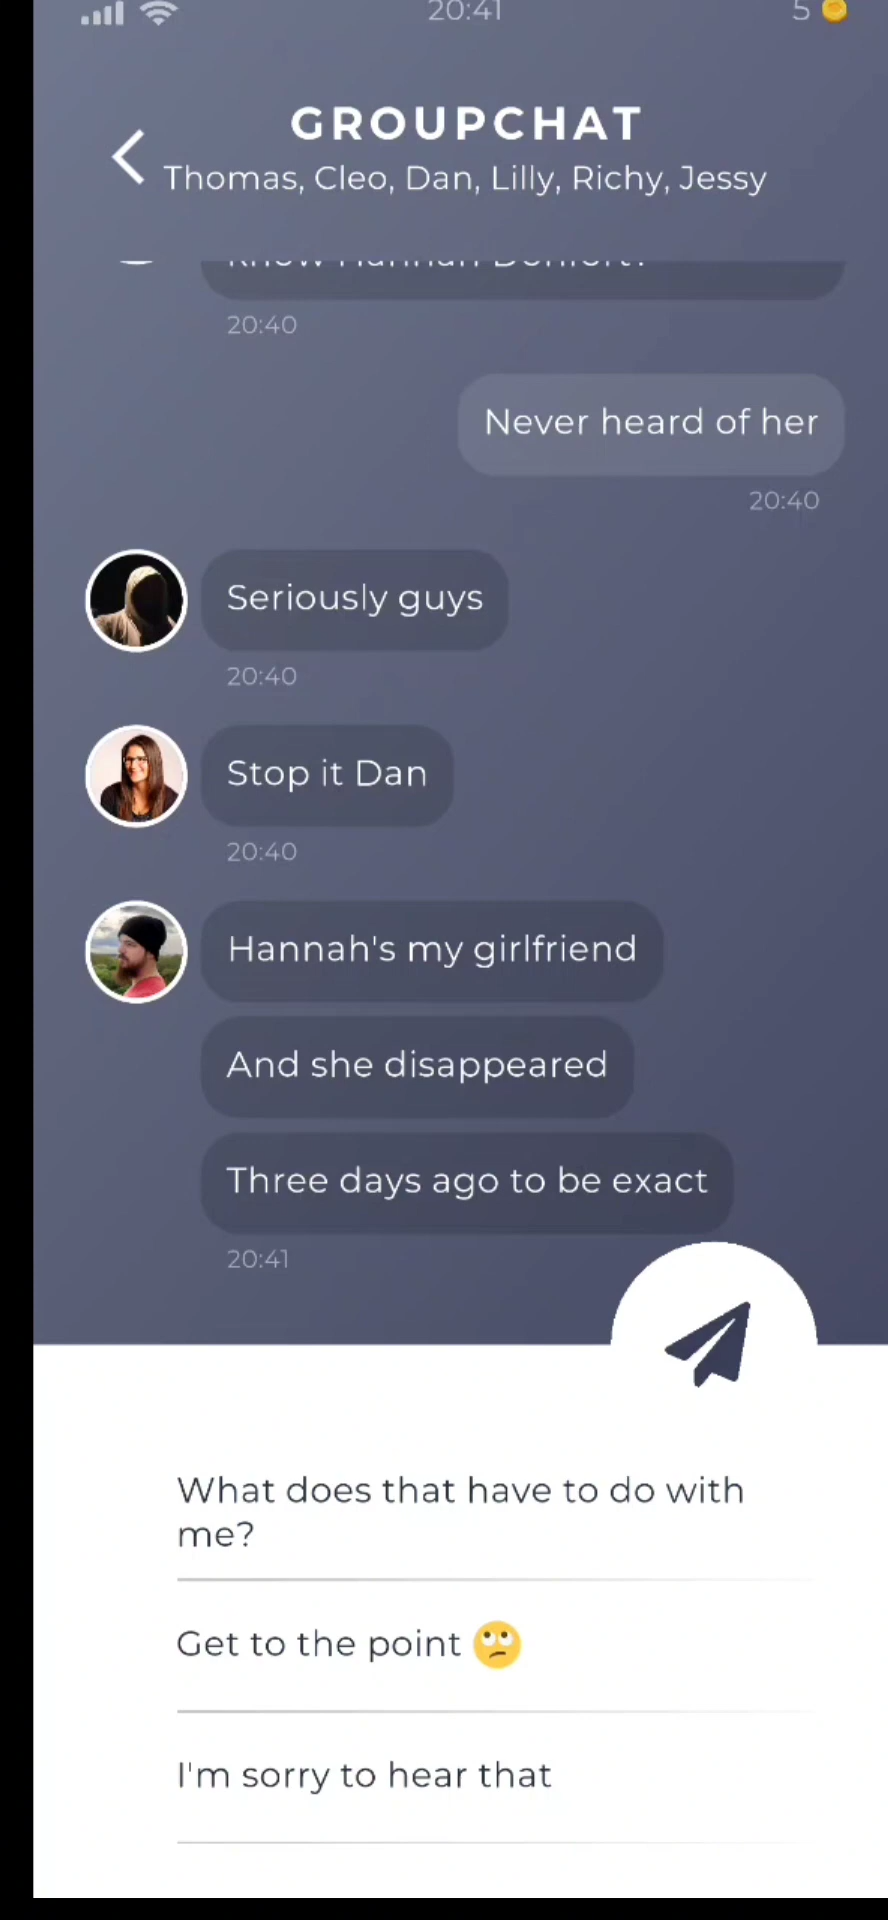 20:41
5
GROUPCHAT
Thomas, Cleo, Dan, Lilly, Richy, Jessy
20:40
Never heard of her
20:40
Seriously guys
20:40
Stop it Dan
20:40
Hannah's my girlfriend
And she disappeared
Three days ago to be exact
20:41
What does that have to do with
me?
Get to the point 🙄
I'm sorry to hear that